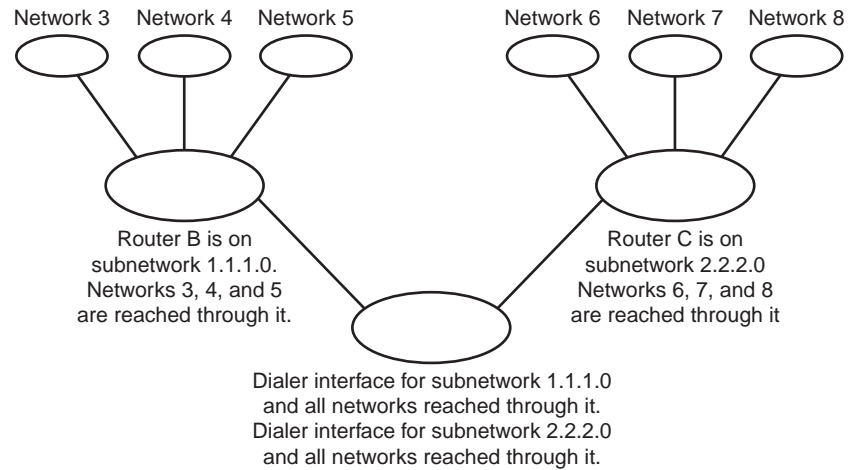 Network 3
Network 4
Network 5
Network 6
Network 7
Network 8
Router B is on
subnetwork 1.1.1.0.
Networks 3, 4, and 5
are reached through it.
Router C is on
subnetwork 2.2.2.0
Networks 6, 7, and 8
are reached through it
Dialer interface for subnetwork 1.1.1.0
and all networks reached through it.
Dialer interface for subnetwork 2.2.2.0
and all networks reached through it.